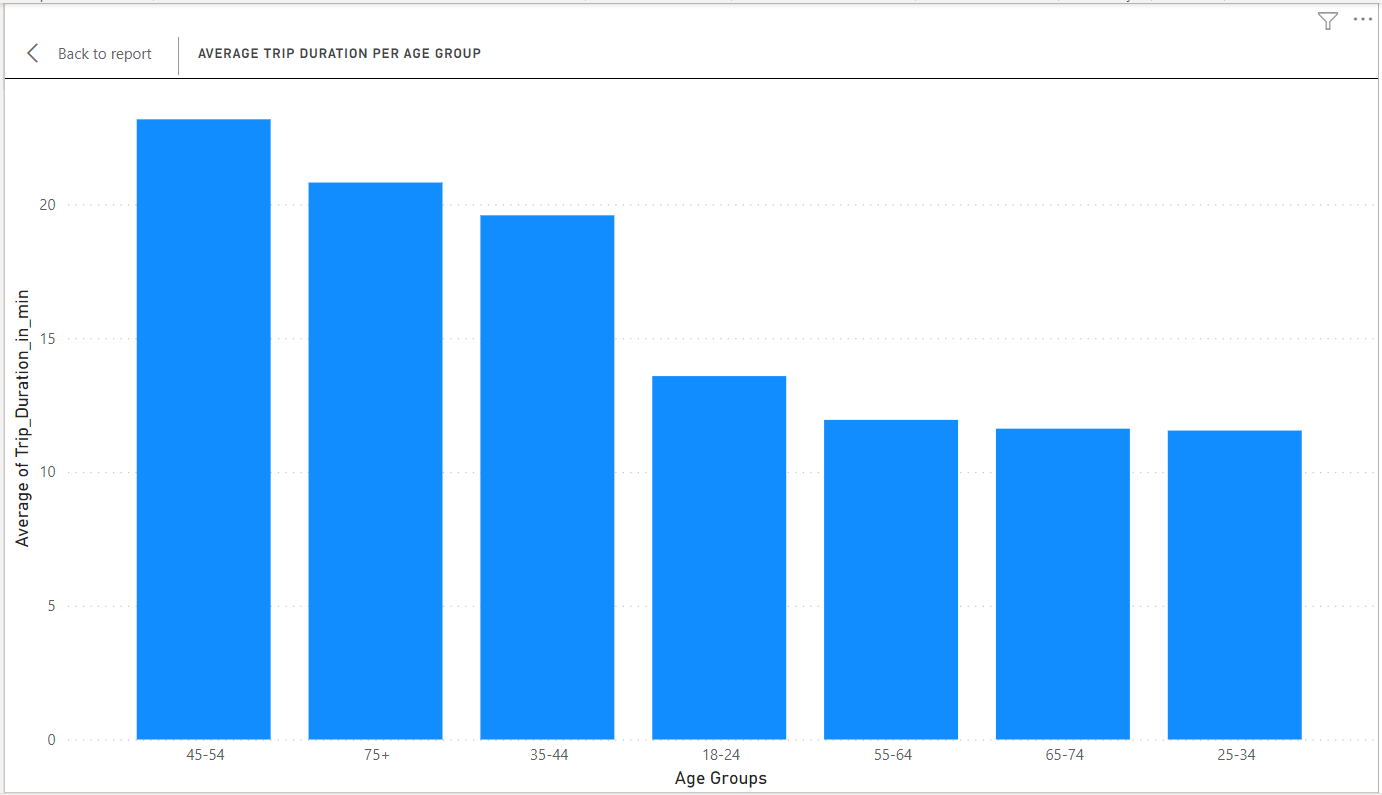 Back to report
AVERAGE TRIP DURATION PER AGE GROUP
Average of Trip_Duration_in_min
20
15
10
5
0
45-54 75+ 35-44 18-24 55-64 65-74 25-34
Age Groups